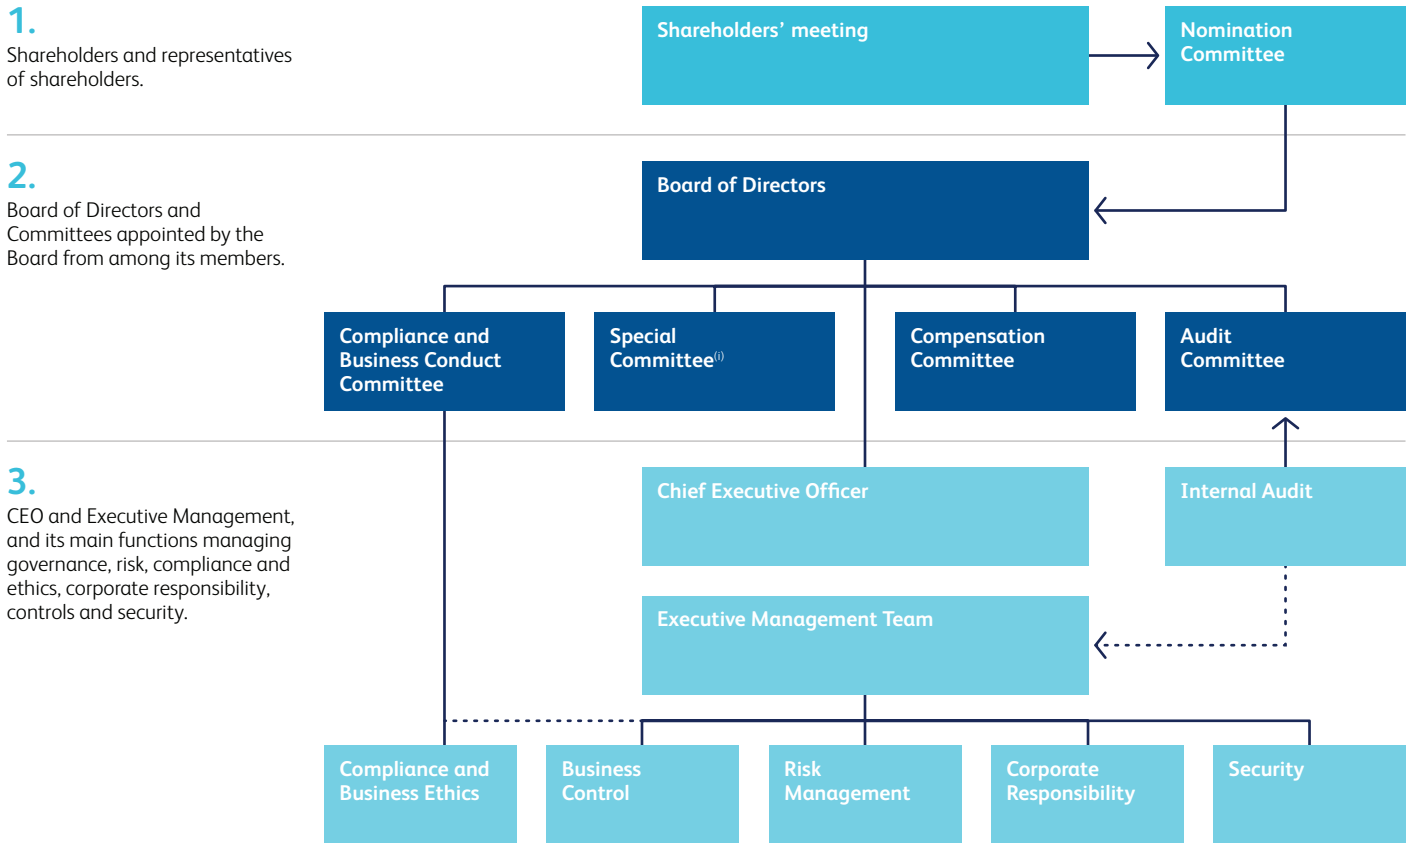 1.
Shareholders and representatives
of shareholders.
Shareholders’ meeting
Nomination
Committee
2.
Board of Directors and
Committees appointed by the
Board from among its members.
Board of Directors
Compliance and
Business Conduct
Committee
Special
Committee(i)
Compensation
Committee
Audit
Committee
3.
CEO and Executive Management,
and its main functions managing
governance, risk, compliance and
ethics, corporate responsibility,
controls and security.
Chief Executive Officer
Internal Audit
Executive Management Team
Compliance and
Business Ethics
Business
Control
Risk
Management
Corporate
Responsibility
Security